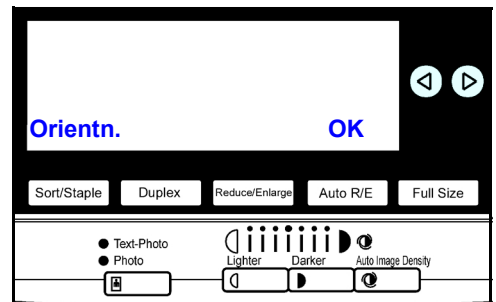 Orientn. OK
Sort/Staple Duplex Reduce/Enlarge Auto R/E Full Size
Text-Photo
Photo
Lighter Darker Auto Image Density